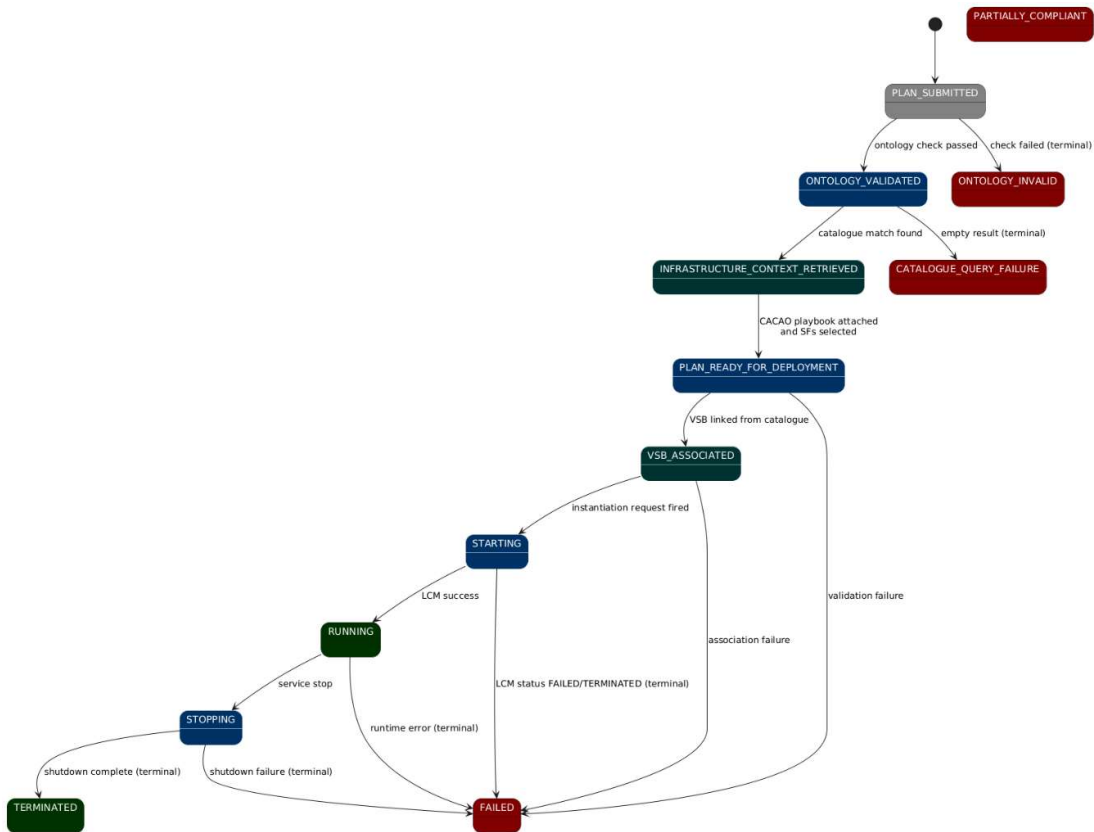 PARTIALLY_COMPLIANT
PLAN_SUBMITTED
ontology check passed
check failed (terminal)
ONTOLOGY_VALIDATED
ONTOLOGY_INVALID
catalogue match found
empty result (terminal)
INFRASTRUCTURE_CONTEXT_RETRIEVED
CATALOGUE_QUERY_FAILURE
CACAO playbook attached
and SFs selected
PLAN_READY_FOR_DEPLOYMENT
VSB linked from catalogue
VSB_ASSOCIATED
instantiation request fired
STARTING
LCM success
validation failure
RUNNING
association failure
service stop
LCM status FAILED/TERMINATED (terminal)
STOPPING
runtime error (terminal)
shutdown complete (terminal)
shutdown failure (terminal)
TERMINATED
FAILED